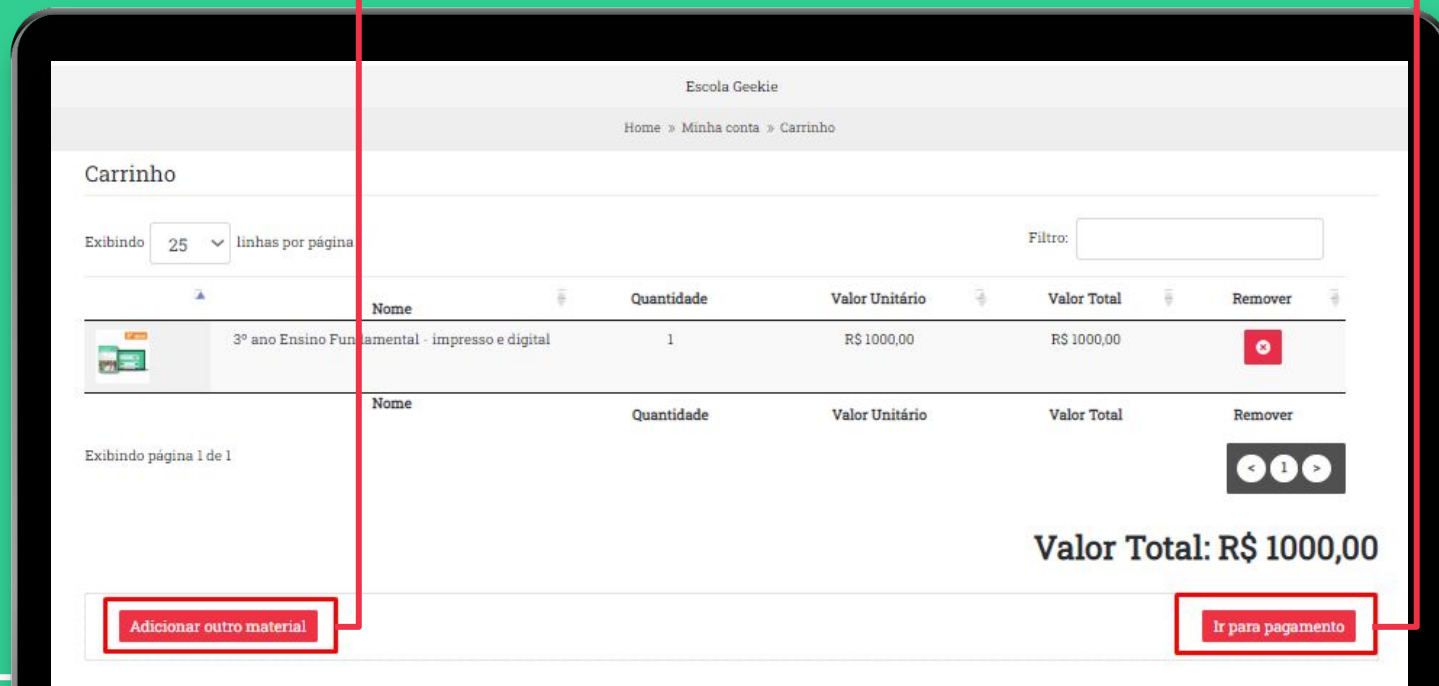 Escola Geekie
Home » Minha conta » Carrinho
Carrinho
Exibindo 25 linhas por página
Filtro:
Nome Quantidade Valor Unitário Valor Total Remover
3º ano Ensino Fundamental - impresso e digital 1 R$ 1000,00 R$ 1000,00
Nome Quantidade Valor Unitário Valor Total Remover
Exibindo página 1 de 1
< 1 >
Valor Total: R$ 1000,00
Adicionar outro material Ir para pagamento